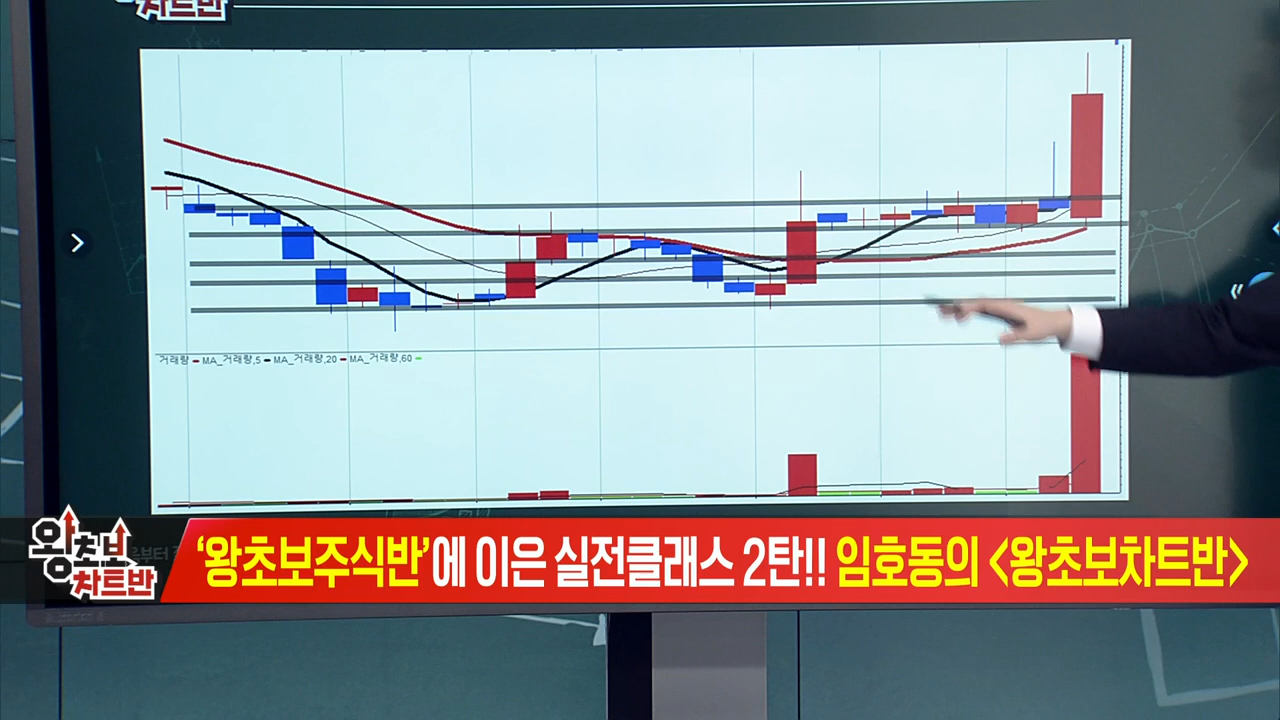 차트반
거래량 MA_거래량,5 MA_거래량,20 MA_거래량,60
왕초보
차트반
‘왕초보주식반’에 이은 실전클래스 2탄!! 임호동의 <왕초보차트반>